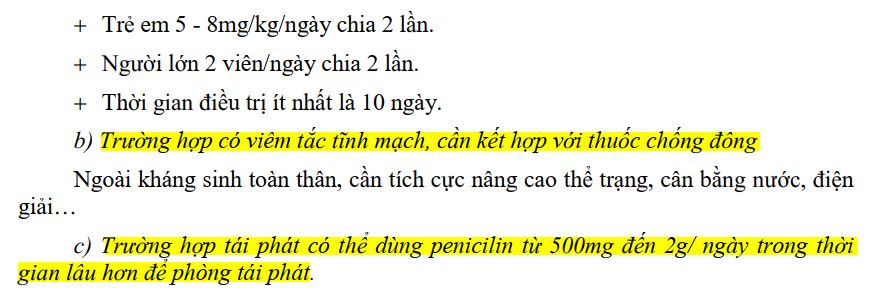 + Trẻ em 5 - 8mg/kg/ngày chia 2 lần.
+ Người lớn 2 viên/ngày chia 2 lần.
+ Thời gian điều trị ít nhất là 10 ngày.
b) Trường hợp có viêm tắc tĩnh mạch, cần kết hợp với thuốc chống đông
Ngoài kháng sinh toàn thân, cần tích cực nâng cao thể trạng, cân bằng nước, điện
giải…
c) Trường hợp tái phát có thể dùng penicilin từ 500mg đến 2g/ ngày trong thời
gian lâu hơn để phòng tái phát.